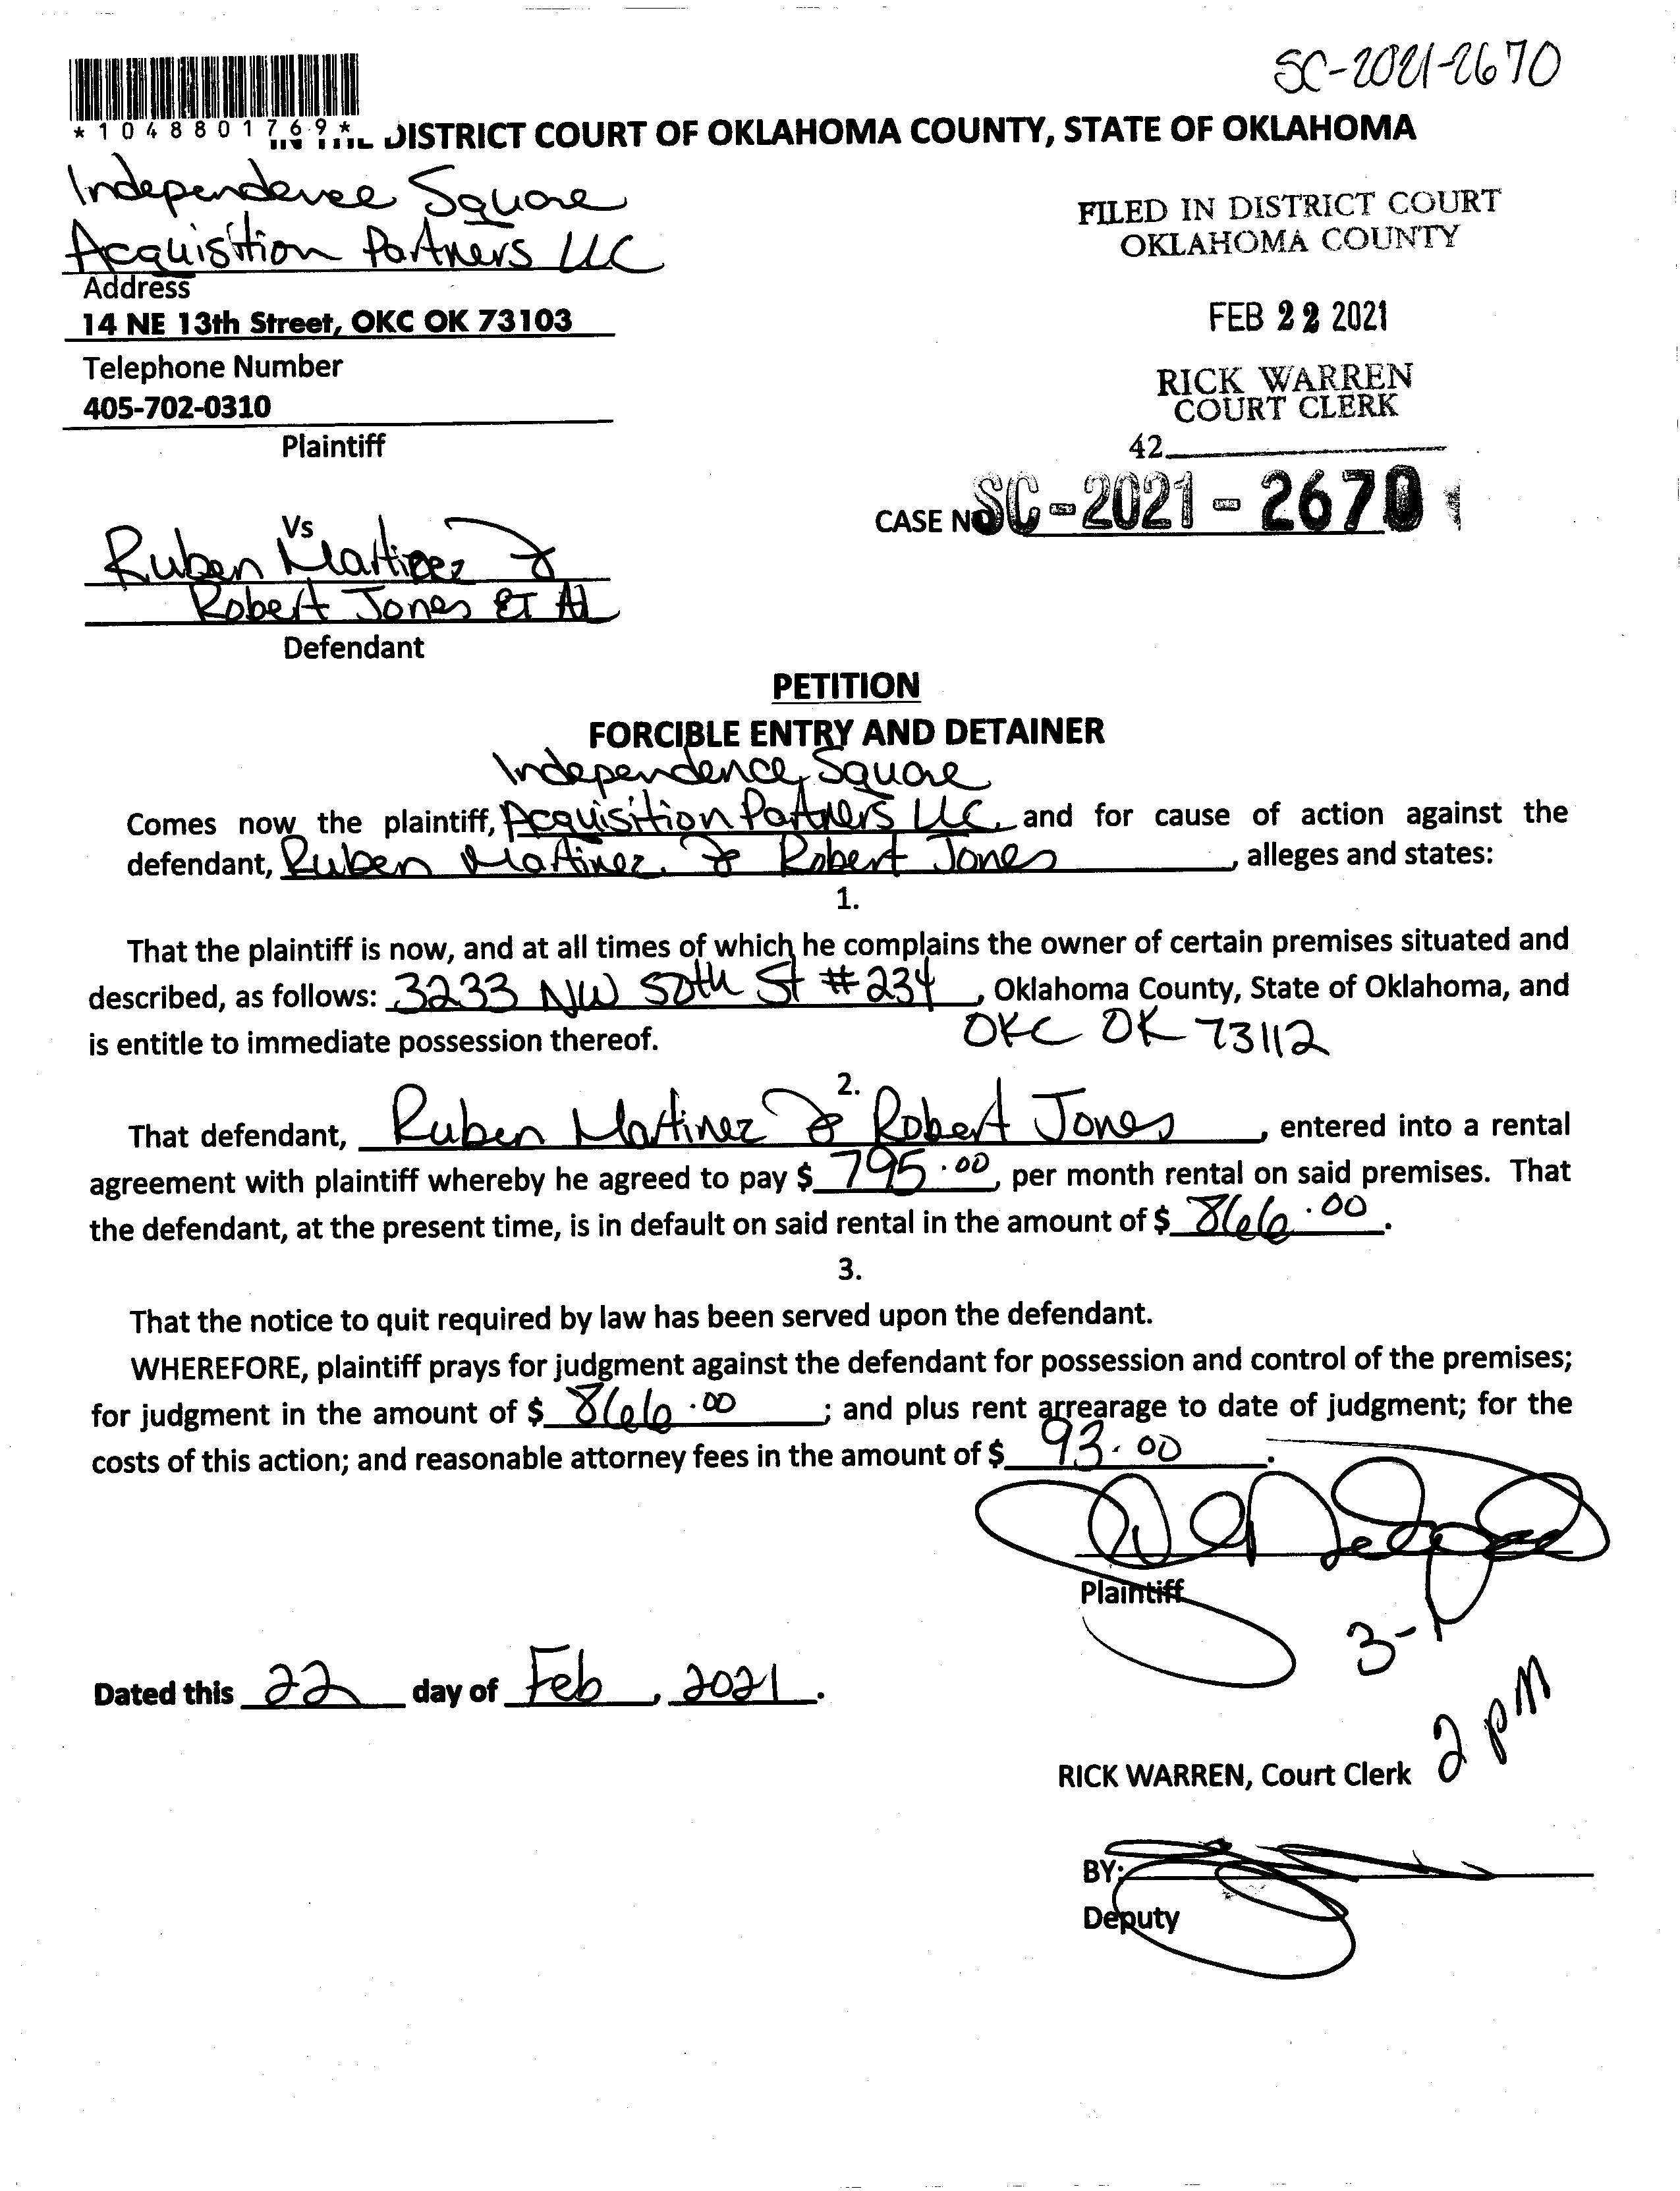 SC-2021-2670
*1048801769*
DISTRICT COURT OF OKLAHOMA COUNTY, STATE OF OKLAHOMA
Independence Square
Acquisition Partners LLC
Address
14 NE 13th Street, OKC OK 73103
Telephone Number
405-702-0310
Plaintiff
FILED IN DISTRICT COURT
OKLAHOMA COUNTY
FEB 22 2021
RICK WARREN
COURT CLERK
42
CASE NO SC-2021-2670
Vs
Ruben Martinez &
Robert Jones ET AL
Defendant
PETITION
FORCIBLE ENTRY AND DETAINER
Independence Square
Comes now the plaintiff, Acquisition Partners LLC, and for cause of action against the
defendant, Ruben Martinez & Robert Jones, alleges and states:
1.
That the plaintiff is now, and at all times of which he complains the owner of certain premises situated and
described, as follows: 3233 NW 50th St #234, Oklahoma County, State of Oklahoma, and
is entitle to immediate possession thereof. OKC OK 73112
2.
That defendant, Ruben Martinez & Robert Jones, entered into a rental
agreement with plaintiff whereby he agreed to pay $ 795.00, per month rental on said premises. That
the defendant, at the present time, is in default on said rental in the amount of $ 866.00.
3.
That the notice to quit required by law has been served upon the defendant.
WHEREFORE, plaintiff prays for judgment against the defendant for possession and control of the premises;
for judgment in the amount of $ 866.00; and plus rent arrearage to date of judgment; for the
costs of this action; and reasonable attorney fees in the amount of $ 93.00.
Plaintiff
Dated this 22 day of Feb, 2021.
2 pm
RICK WARREN, Court Clerk
BY:
Deputy